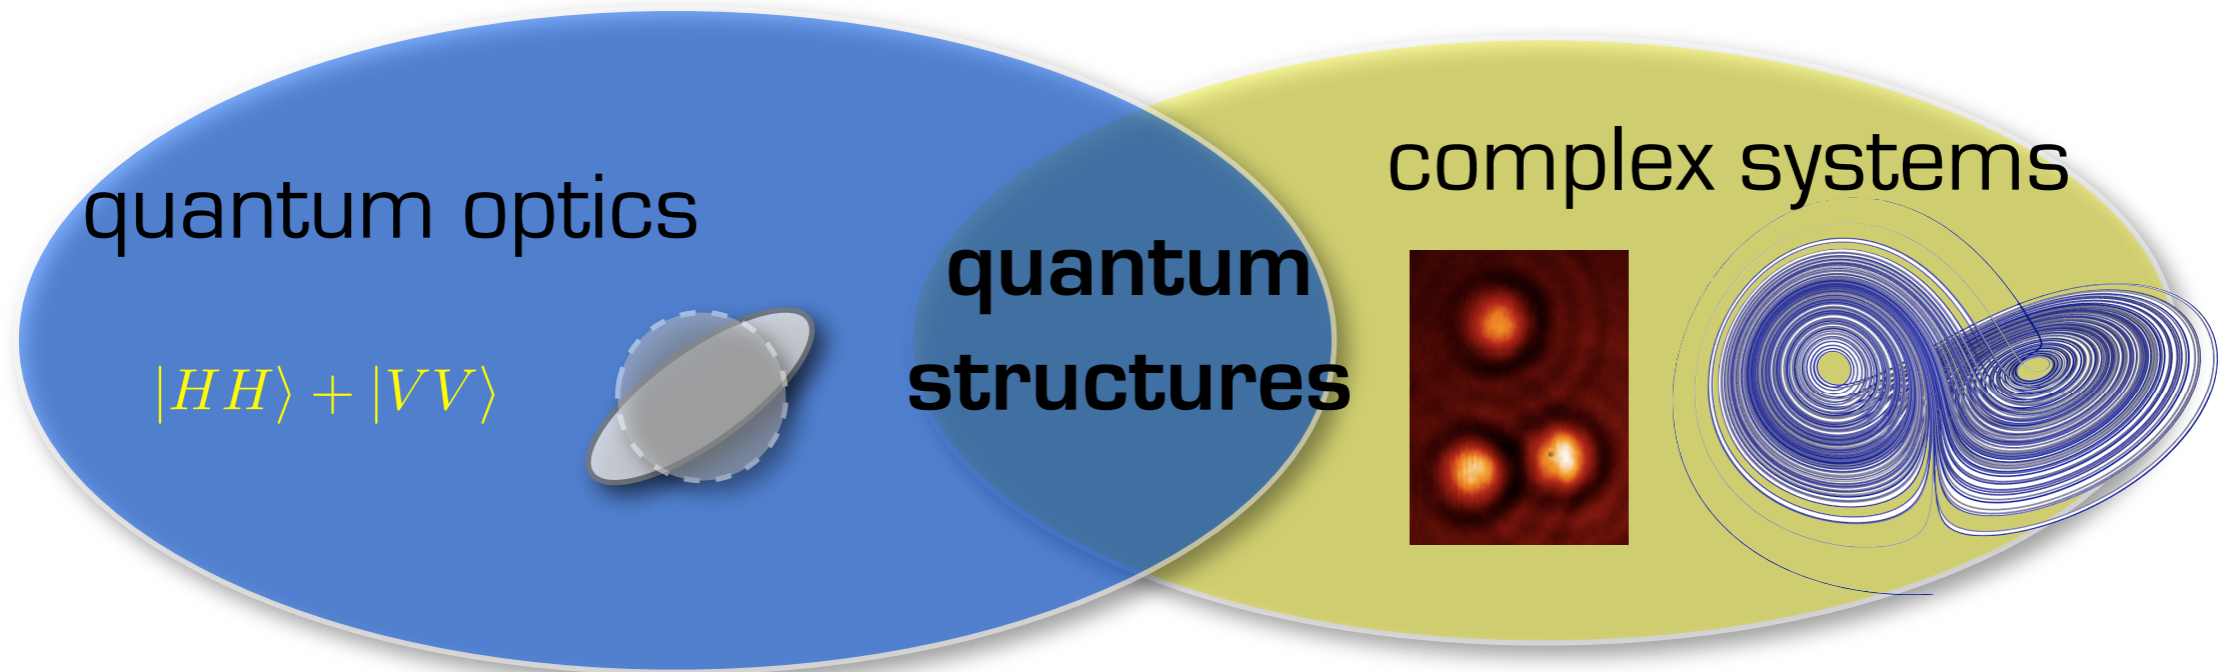 quantum optics
|HH⟩ + |VV⟩
quantum
structures
complex systems